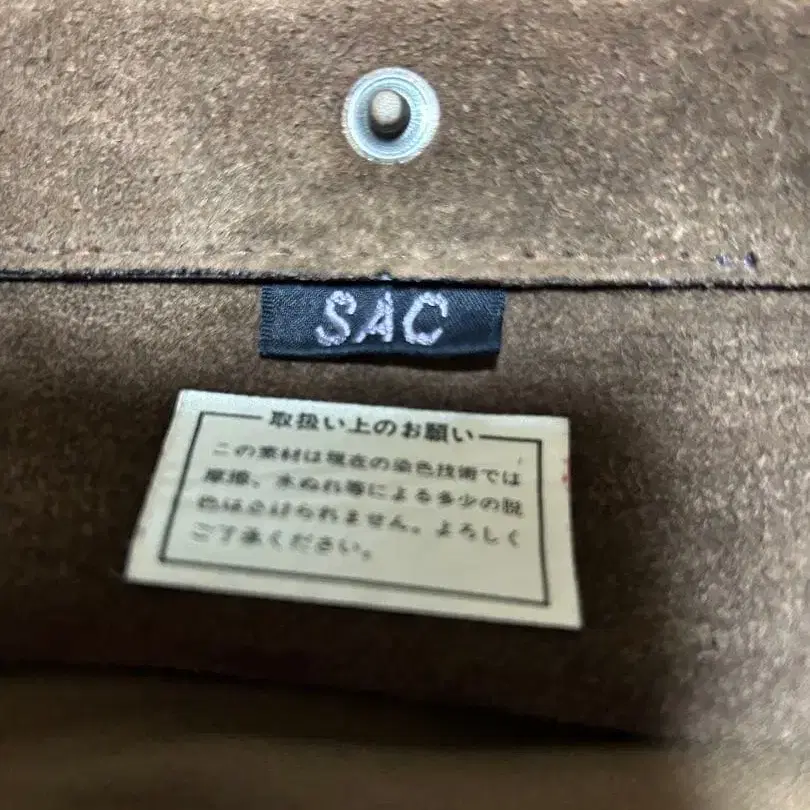 SAC
取扱い上のお願い
この素材は現在の染色技術では
摩擦、水ぬれ等による多少の脱
色はさけられません。よろしく
ご了承ください。